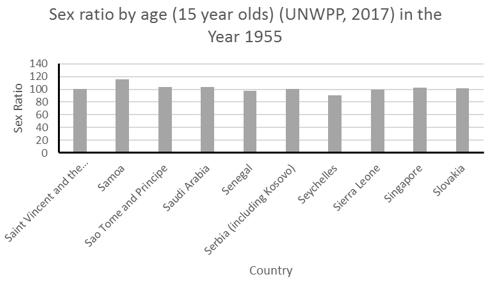 Sex ratio by age (15 year olds) (UNWPP, 2017) in the
Year 1955
Sex Ratio
140
120
100
80
60
40
20
0
Saint Vincent and the...
Samoa
Sao Tome and Principe
Saudi Arabia
Senegal
Serbia (including Kosovo)
Seychelles
Sierra Leone
Singapore
Slovakia
Country